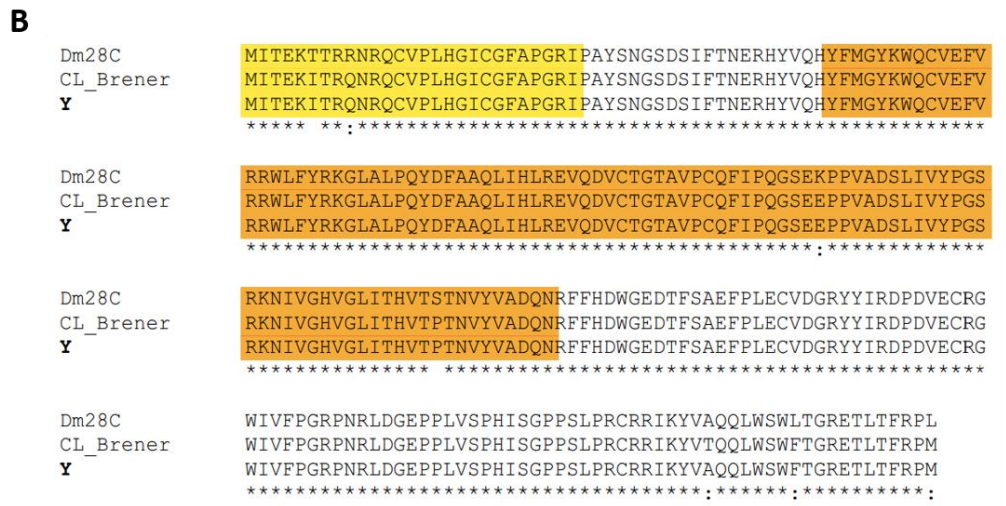 B
Dm28C MITEKTTRRNRQCVPLHGICGFAPGRIPAYSNGSDSIFTNERHYVQHYFMGYKWQCVEFV
CL_Brener MITEKITRRNRQCVPLHGICGFAPGRIPAYSNGSDSIFTNERHYVQHYFMGYKWQCVEFV
Y MITEKITRQNRQCVPLHGICGFAPGRIPAYSNGSDSIFTNERHYVQHYFMGYKWQCVEFV
***** **:***************************************************
Dm28C RRWLFYRKGLALPQYDFAAQLIHLREVQDVCTGTAVPCQFIPQGSEKPPVADSLIVYPGS
CL_Brener RRWLFYRKGLALPQYDFAAQLIHLREVQDVCTGTAVPCQFIPQGSEEPPVADSLIVYPGS
Y RRWLFYRKGLALPQYDFAAQLIHLREVQDVCTGTAVPCQFIPQGSEEPPVADSLIVYPGS
**********************************************:*************
Dm28C RKNIVGHVGLITHVTSTNVYVADQNRFFHDWGEDTFSAEFPLECVDGRYYIRDPDVECRG
CL_Brener RKNIVGHVGLITHVTPTNVYVADQNRFFHDWGEDTFSAEFPLECVDGRYYIRDPDVECRG
Y RKNIVGHVGLITHVTPTNVYVADQNRFFHDWGEDTFSAEFPLECVDGRYYIRDPDVECRG
*************** ********************************************
Dm28C WIVFPGRPNRLDGEPPLVSPHISGPPSLPRCRRIKYVAQQLWSWLTGRETLTFRPL
CL_Brener WIVFPGRPNRLDGEPPLVSPHISGPPSLPRCRRIKYVTQQLWSWFTGRETLTFRPM
Y WIVFPGRPNRLDGEPPLVSPHISGPPSLPRCRRIKYVAQQLWSWFTGRETLTFRPM
*************************************:******:**********: